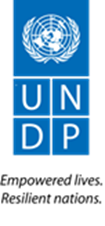 U N
D P
Empowered lives.
Resilient nations.